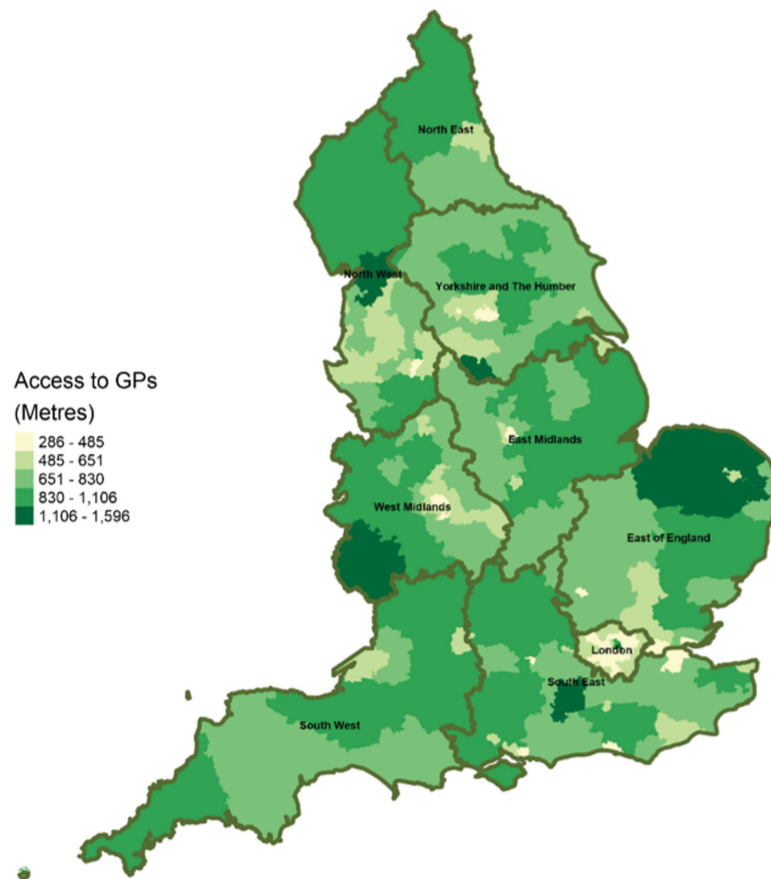 North East
North West
Yorkshire and The Humber
Access to GPs
(Metres)
286 - 485
485 - 651
651 - 830
830 - 1,106
1,106 - 1,596
East Midlands
West Midlands
East of England
London
South East
South West